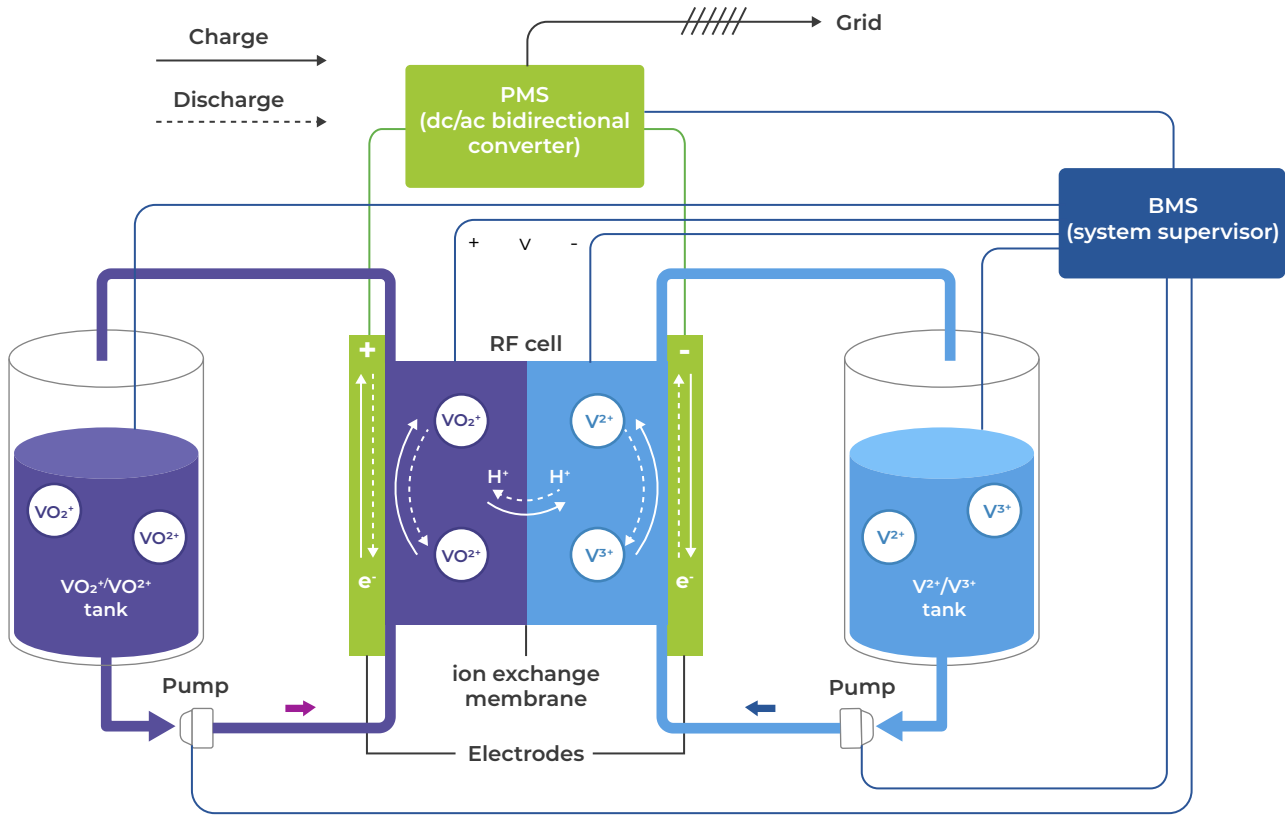 Charge
Discharge
Grid
PMS
(dc/ac bidirectional
converter)
BMS
(system supervisor)
+ V -
RF cell
+
-
VO₂⁺
V²⁺
H⁺ H⁺
VO²⁺
V³⁺
e⁻
e⁻
VO₂⁺
VO²⁺
VO₂⁺/VO²⁺
tank
V³⁺
V²⁺
V²⁺/V³⁺
tank
Pump
ion exchange
membrane
Pump
Electrodes